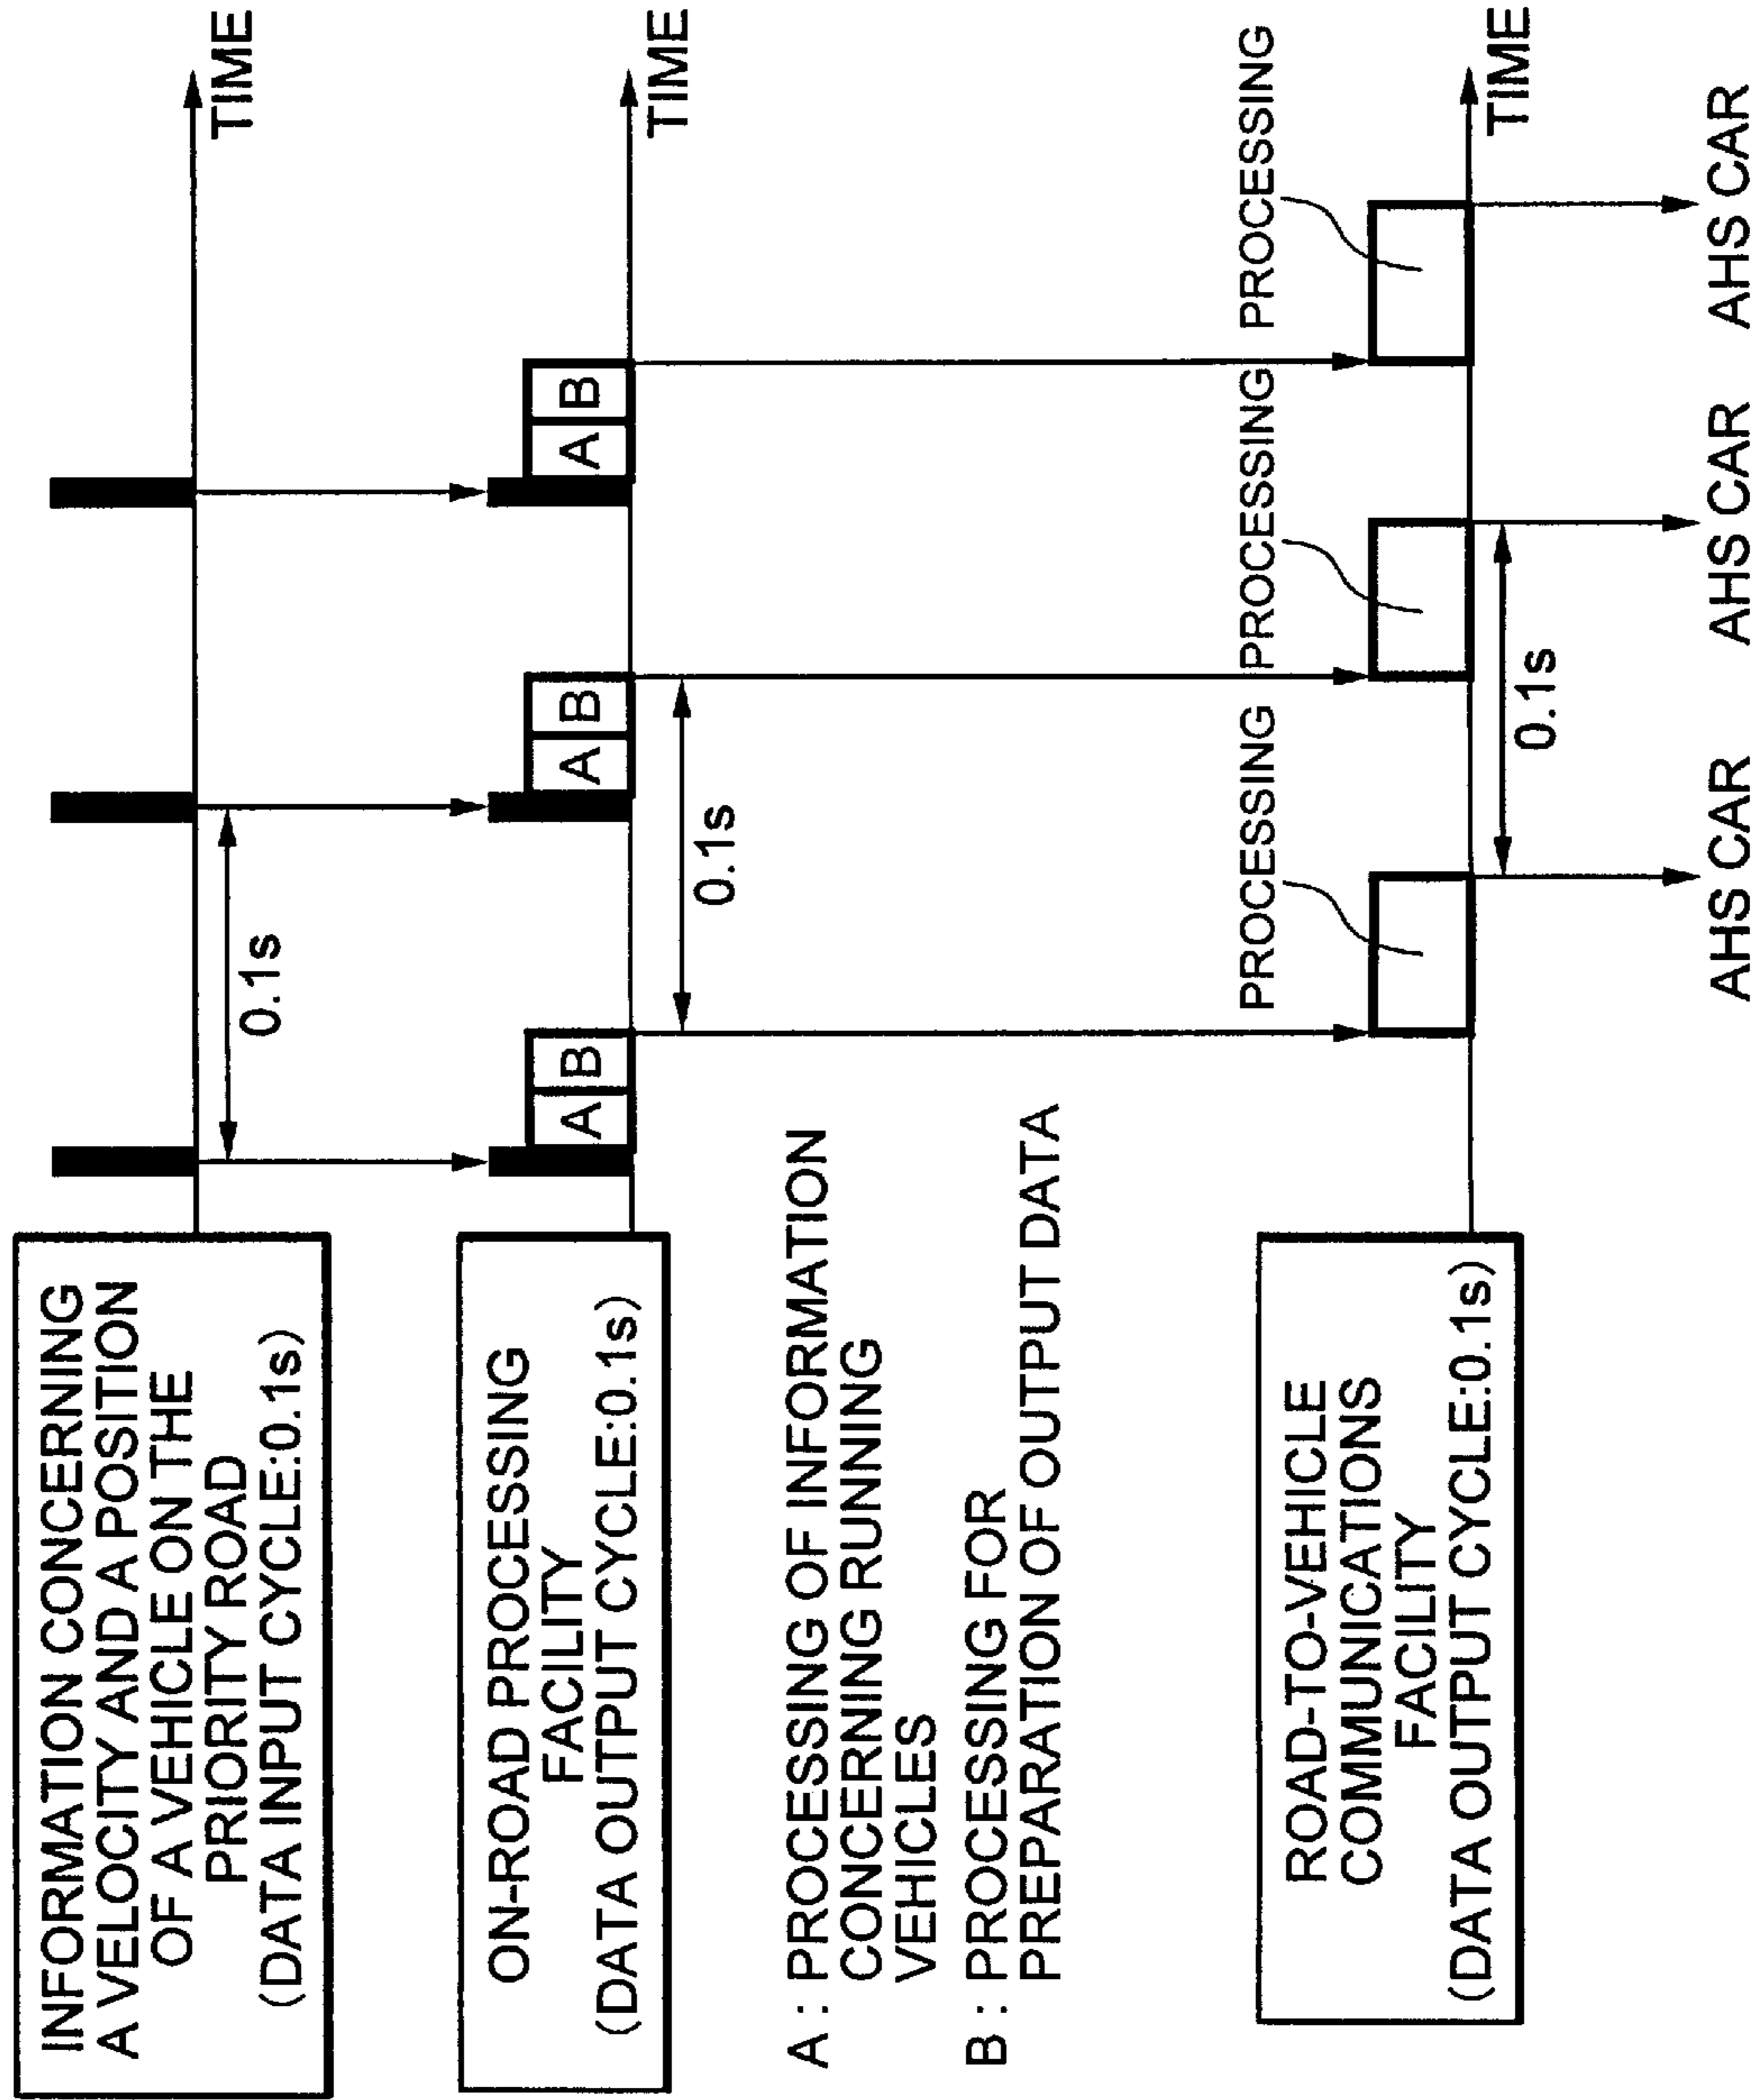 INFORMATION CONCERNING
A VELOCITY AND A POSITION
OF A VEHICLE ON THE
PRIORITY ROAD
(DATA INPUT CYCLE:0.1s)
0.1s
TIME
ON-ROAD PROCESSING
FACILITY
(DATA OUTPUT CYCLE:0.1s)
A B
A B
A B
0.1s
TIME
A : PROCESSING OF INFORMATION
CONCERNING RUNNING
VEHICLES
B : PROCESSING FOR
PREPARATION OF OUTPUT DATA
ROAD-TO-VEHICLE
COMMUNICATIONS
FACILITY
(DATA OUTPUT CYCLE:0.1s)
PROCESSING
PROCESSING
PROCESSING
0.1s
TIME
AHS CAR
AHS CAR
AHS CAR